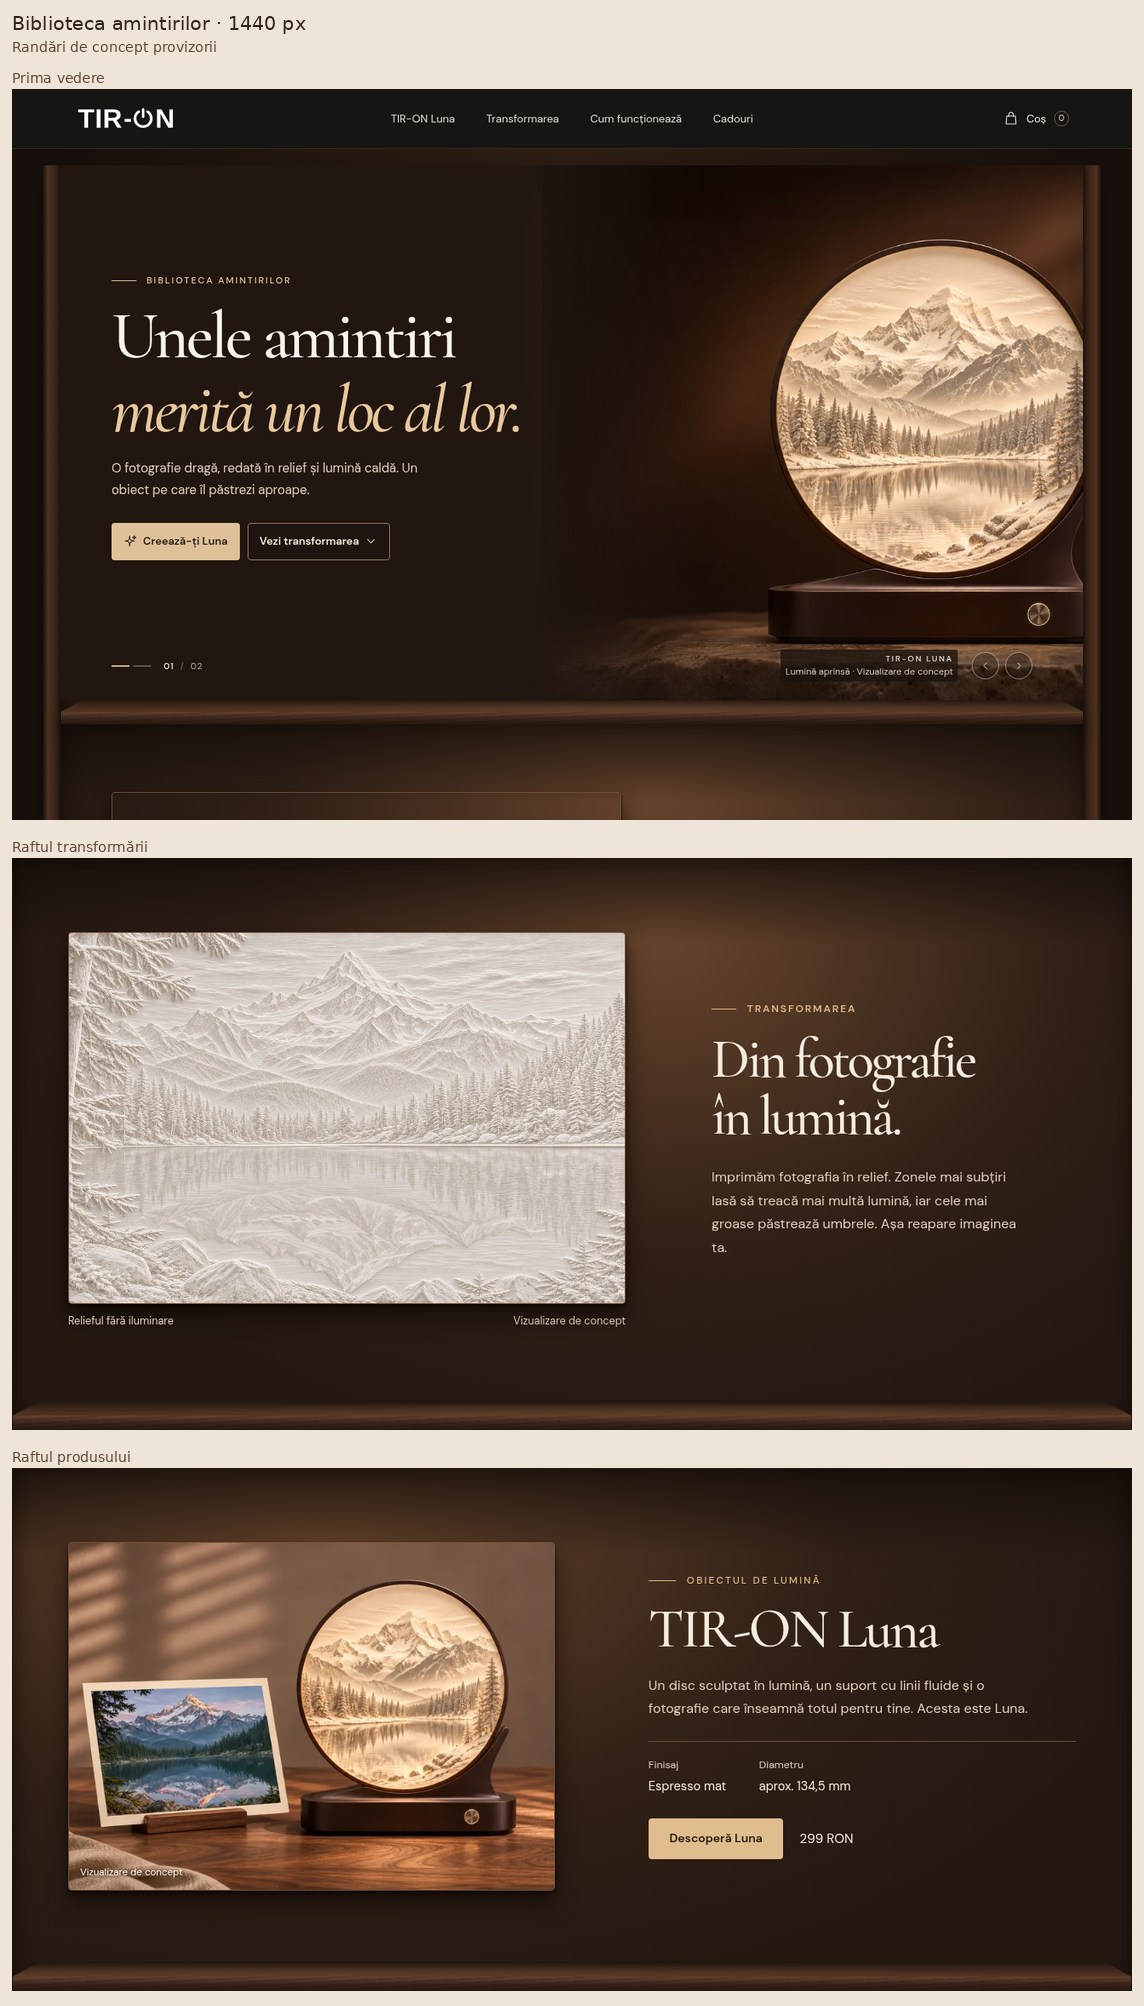 Biblioteca amintirilor · 1440 px
Randări de concept provizorii
Prima vedere
TIR-ON
TIR-ON Luna
Transformarea
Cum funcționează
Cadouri
Coș
0
BIBLIOTECA AMINTIRILOR
Unele amintiri
merită un loc al lor.
O fotografie dragă, redată în relief și lumină caldă. Un
obiect pe care îl păstrezi aproape.
Creează-ți Luna
Vezi transformarea
01 / 02
TIR-ON LUNA
Lumină aprinsă · Vizualizare de concept
Raftul transformării
TRANSFORMAREA
Din fotografie
în lumină.
Imprimăm fotografia în relief. Zonele mai subțiri
lasă să treacă mai multă lumină, iar cele mai
groase păstrează umbrele. Așa reapare imaginea
ta.
Relieful fără iluminare
Vizualizare de concept
Raftul produsului
OBIECTUL DE LUMINĂ
TIR-ON Luna
Un disc sculptat în lumină, un suport cu linii fluide și o
fotografie care înseamnă totul pentru tine. Acesta este Luna.
Finisaj
Espresso mat
Diametru
aprox. 134,5 mm
Descoperă Luna
299 RON
Vizualizare de concept